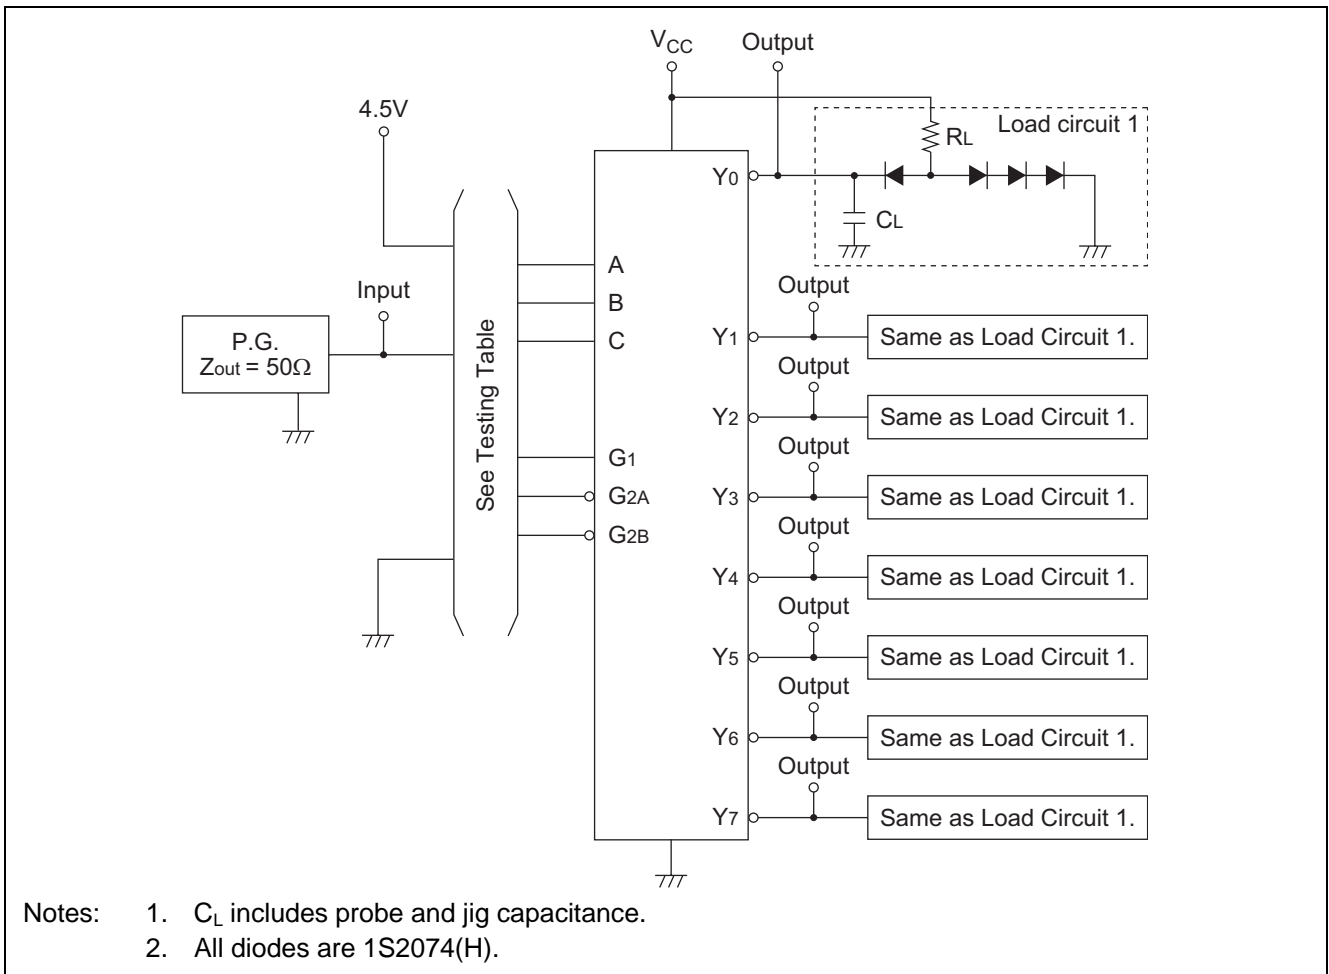 VCC
Output
4.5V
Load circuit 1
RL
Y0
CL
A
Output
Input
B
Y1
Same as Load Circuit 1.
P.G.
Zout = 50Ω
C
See Testing Table
Output
Y2
Same as Load Circuit 1.
Output
G1
G2A
Y3
Same as Load Circuit 1.
G2B
Output
Y4
Same as Load Circuit 1.
Output
Y5
Same as Load Circuit 1.
Output
Y6
Same as Load Circuit 1.
Output
Y7
Same as Load Circuit 1.
Notes: 1. CL includes probe and jig capacitance.
2. All diodes are 1S2074(H).